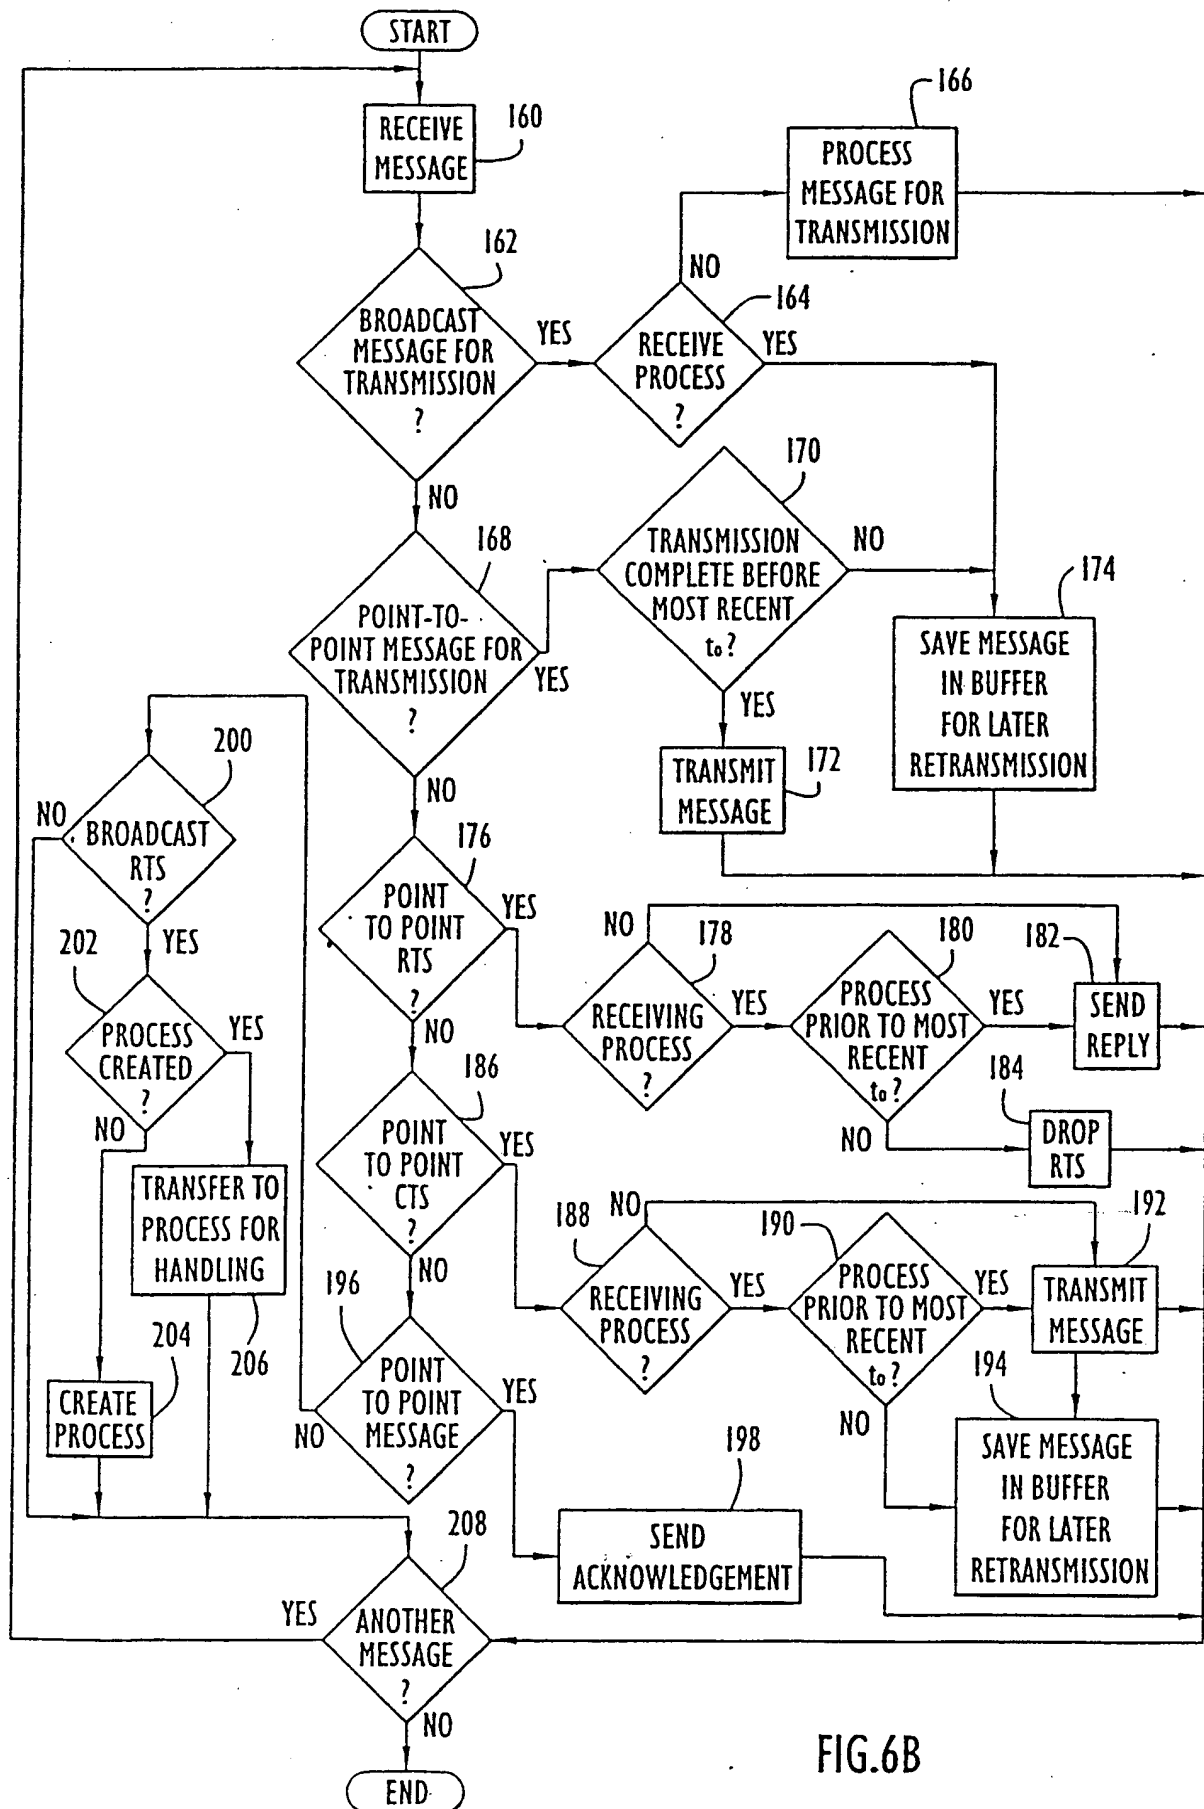 START
RECEIVE
MESSAGE
160
166
PROCESS
MESSAGE FOR
TRANSMISSION
162
BROADCAST
MESSAGE FOR
TRANSMISSION
?
YES
NO
164
RECEIVE
PROCESS
?
YES
NO
NO
168
POINT-TO-
POINT MESSAGE FOR
TRANSMISSION
?
YES
170
TRANSMISSION
COMPLETE BEFORE
MOST RECENT
to?
NO
YES
174
SAVE MESSAGE
IN BUFFER
FOR LATER
RETRANSMISSION
TRANSMIT
MESSAGE
172
NO
200
NO
BROADCAST
RTS
?
YES
176
POINT
TO POINT
RTS
?
YES
NO
NO
178
RECEIVING
PROCESS
?
YES
180
PROCESS
PRIOR TO MOST
RECENT
to?
YES
NO
182
SEND
REPLY
184
DROP
RTS
202
PROCESS
CREATED
?
YES
NO
186
POINT
TO POINT
CTS
?
YES
NO
TRANSFER TO
PROCESS FOR
HANDLING
206
188
NO
RECEIVING
PROCESS
?
YES
190
PROCESS
PRIOR TO MOST
RECENT
to?
YES
NO
192
TRANSMIT
MESSAGE
194
SAVE MESSAGE
IN BUFFER
FOR LATER
RETRANSMISSION
204
CREATE
PROCESS
196
POINT
TO POINT
MESSAGE
?
YES
NO
198
SEND
ACKNOWLEDGEMENT
208
YES
ANOTHER
MESSAGE
?
NO
END
FIG.6B